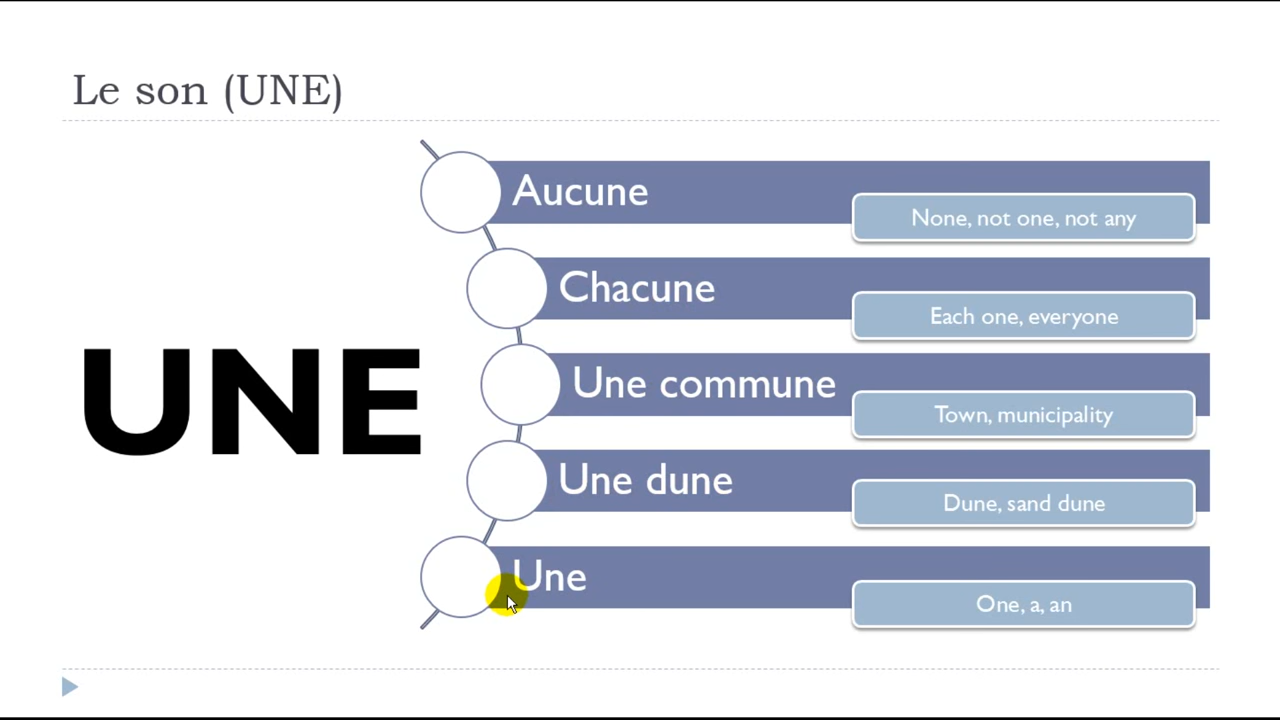 Le son (UNE)
UNE
Aucune
None, not one, not any
Chacune
Each one, everyone
Une commune
Town, municipality
Une dune
Dune, sand dune
Une
One, a, an